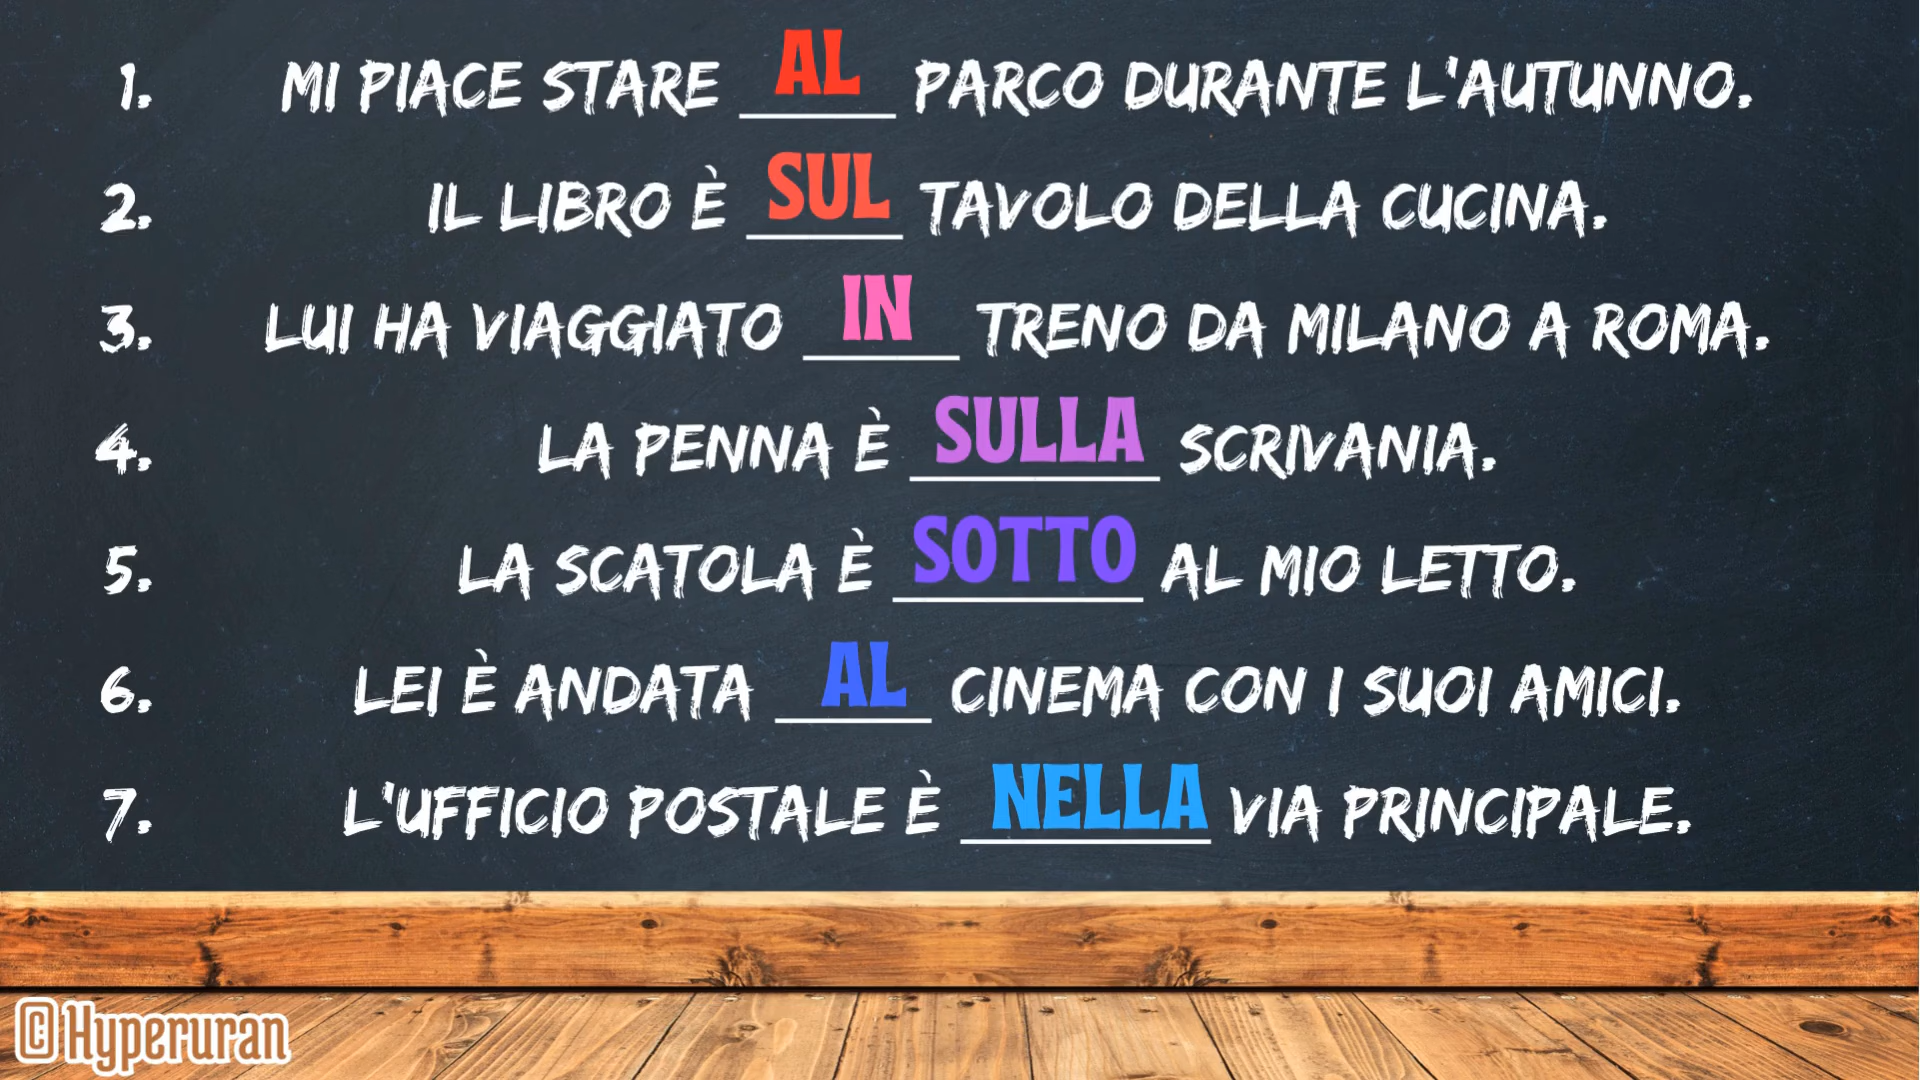 1. MI PIACE STARE AL PARCO DURANTE L'AUTUNNO.
2. IL LIBRO È SUL TAVOLO DELLA CUCINA.
3. LUI HA VIAGGIATO IN TRENO DA MILANO A ROMA.
4. LA PENNA È SULLA SCRIVANIA.
5. LA SCATOLA È SOTTO AL MIO LETTO.
6. LEI È ANDATA AL CINEMA CON I SUOI AMICI.
7. L'UFFICIO POSTALE È NELLA VIA PRINCIPALE.
©Hyperuran